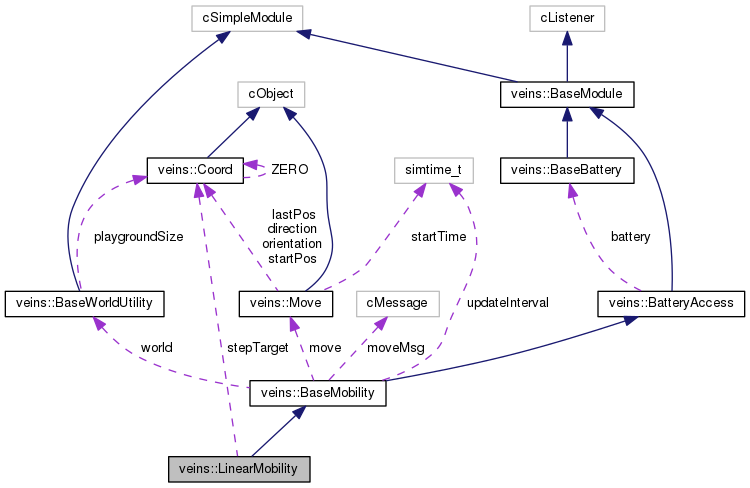 cSimpleModule
cListener
cObject
veins::BaseModule
veins::Coord
ZERO
simtime_t
veins::BaseBattery
playgroundSize
lastPos
direction
orientation
startPos
startTime
battery
veins::BaseWorldUtility
veins::Move
cMessage
updateInterval
veins::BatteryAccess
world
stepTarget
move
moveMsg
veins::BaseMobility
veins::LinearMobility